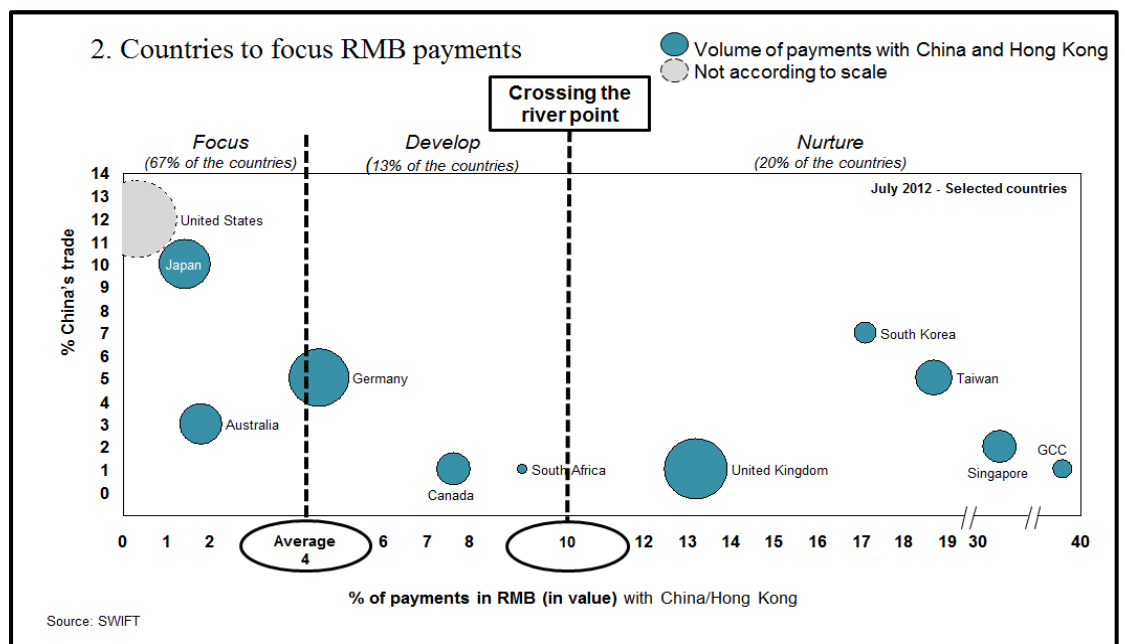 2. Countries to focus RMB payments
Volume of payments with China and Hong Kong
Not according to scale
Crossing the
river point
Focus
(67% of the countries)
Develop
(13% of the countries)
Nurture
(20% of the countries)
July 2012 - Selected countries
% China's trade
14
13
12
11
10
9
8
7
6
5
4
3
2
1
0
United States
Japan
Germany
Australia
Canada
South Africa
United Kingdom
South Korea
Taiwan
Singapore
GCC
0 1 2 Average 4 6 7 8 10 12 13 14 15 16 17 18 19 30 40
% of payments in RMB (in value) with China/Hong Kong
Source: SWIFT